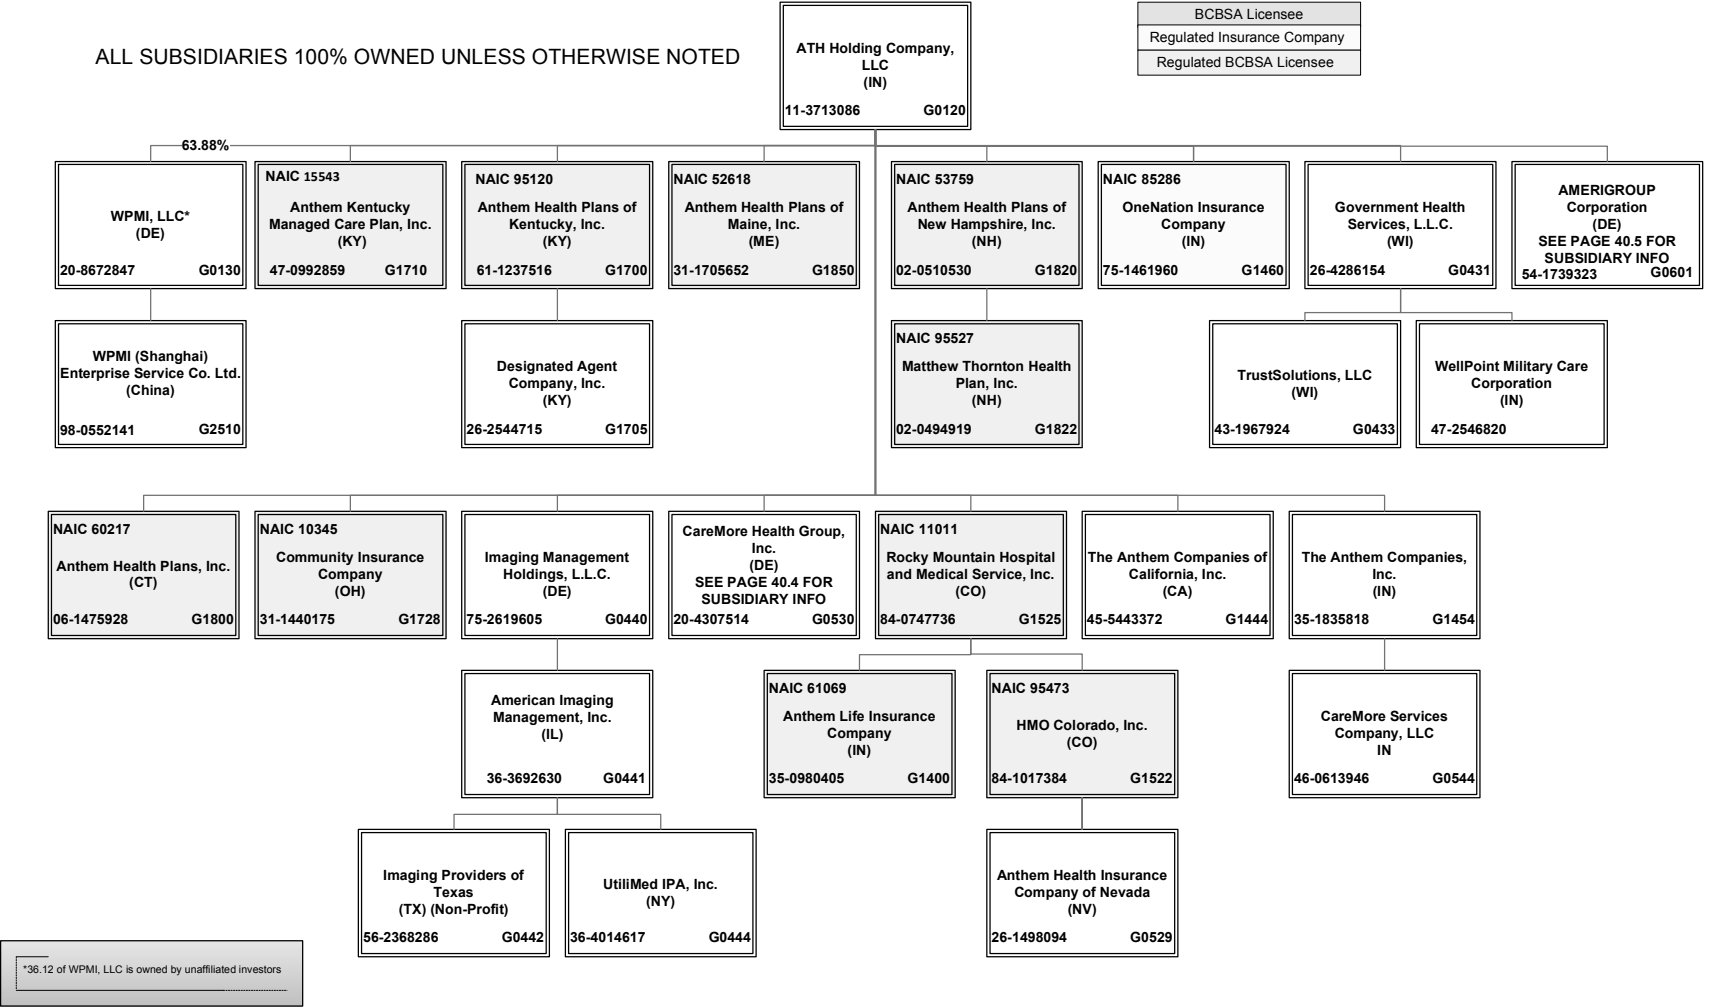 ALL SUBSIDIARIES 100% OWNED UNLESS OTHERWISE NOTED
ATH Holding Company,
LLC
(IN)
11-3713086 G0120
BCBSA Licensee
Regulated Insurance Company
Regulated BCBSA Licensee
63.88%
WPMI, LLC*
(DE)
20-8672847 G0130
NAIC 15543
Anthem Kentucky
Managed Care Plan, Inc.
(KY)
47-0992859 G1710
NAIC 95120
Anthem Health Plans of
Kentucky, Inc.
(KY)
61-1237516 G1700
NAIC 52618
Anthem Health Plans of
Maine, Inc.
(ME)
31-1705652 G1850
NAIC 53759
Anthem Health Plans of
New Hampshire, Inc.
(NH)
02-0510530 G1820
NAIC 85286
OneNation Insurance
Company
(IN)
75-1461960 G1460
Government Health
Services, L.L.C.
(WI)
26-4286154 G0431
AMERIGROUP
Corporation
(DE)
SEE PAGE 40.5 FOR
SUBSIDIARY INFO
54-1739323 G0601
WPMI (Shanghai)
Enterprise Service Co. Ltd.
(China)
98-0552141 G2510
Designated Agent
Company, Inc.
(KY)
26-2544715 G1705
NAIC 95527
Matthew Thornton Health
Plan, Inc.
(NH)
02-0494919 G1822
TrustSolutions, LLC
(WI)
43-1967924 G0433
WellPoint Military Care
Corporation
(IN)
47-2546820
NAIC 60217
Anthem Health Plans, Inc.
(CT)
06-1475928 G1800
NAIC 10345
Community Insurance
Company
(OH)
31-1440175 G1728
Imaging Management
Holdings, L.L.C.
(DE)
75-2619605 G0440
CareMore Health Group,
Inc.
(DE)
SEE PAGE 40.4 FOR
SUBSIDIARY INFO
20-4307514 G0530
NAIC 11011
Rocky Mountain Hospital
and Medical Service, Inc.
(CO)
84-0747736 G1525
The Anthem Companies of
California, Inc.
(CA)
45-5443372 G1444
The Anthem Companies,
Inc.
(IN)
35-1835818 G1454
American Imaging
Management, Inc.
(IL)
36-3692630 G0441
NAIC 61069
Anthem Life Insurance
Company
(IN)
35-0980405 G1400
NAIC 95473
HMO Colorado, Inc.
(CO)
84-1017384 G1522
CareMore Services
Company, LLC
IN
46-0613946 G0544
Imaging Providers of
Texas
(TX) (Non-Profit)
56-2368286 G0442
UtiliMed IPA, Inc.
(NY)
36-4014617 G0444
Anthem Health Insurance
Company of Nevada
(NV)
26-1498094 G0529
*36.12 of WPMI, LLC is owned by unaffiliated investors